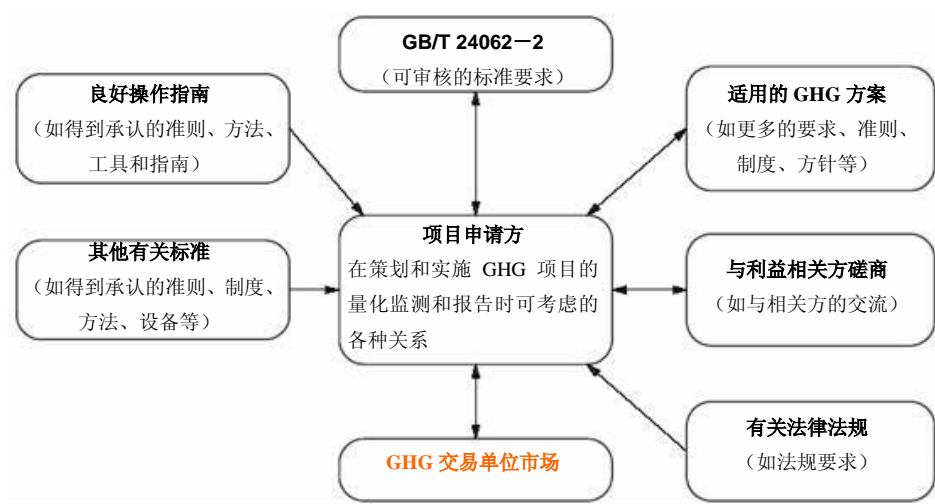 GB/T 24062－2
（可审核的标准要求）
良好操作指南
（如得到承认的准则、方法、
工具和指南）
适用的 GHG 方案
（如更多的要求、准则、
制度、方针等）
其他有关标准
（如得到承认的准则、制度、
方法、设备等）
项目申请方
在策划和实施 GHG 项目的
量化监测和报告时可考虑的
各种关系
与利益相关方磋商
（如与相关方的交流）
GHG 交易单位市场
有关法律法规
（如法规要求）